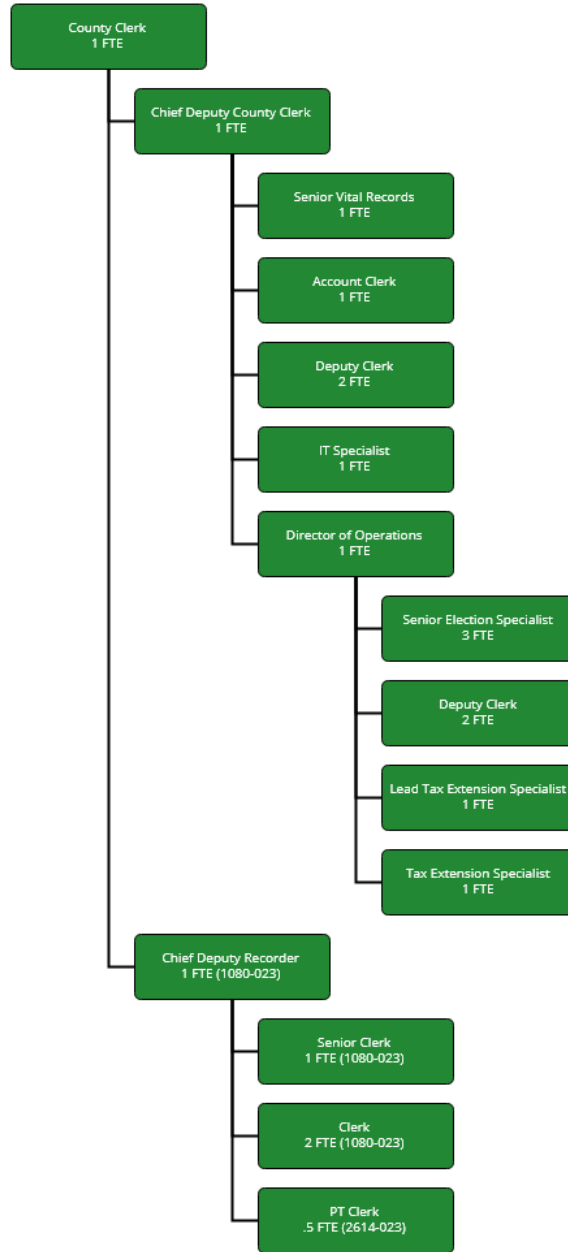 County Clerk
1 FTE
Chief Deputy County Clerk
1 FTE
Senior Vital Records
1 FTE
Account Clerk
1 FTE
Deputy Clerk
2 FTE
IT Specialist
1 FTE
Director of Operations
1 FTE
Senior Election Specialist
3 FTE
Deputy Clerk
2 FTE
Lead Tax Extension Specialist
1 FTE
Tax Extension Specialist
1 FTE
Chief Deputy Recorder
1 FTE (1080-023)
Senior Clerk
1 FTE (1080-023)
Clerk
2 FTE (1080-023)
PT Clerk
.5 FTE (2614-023)